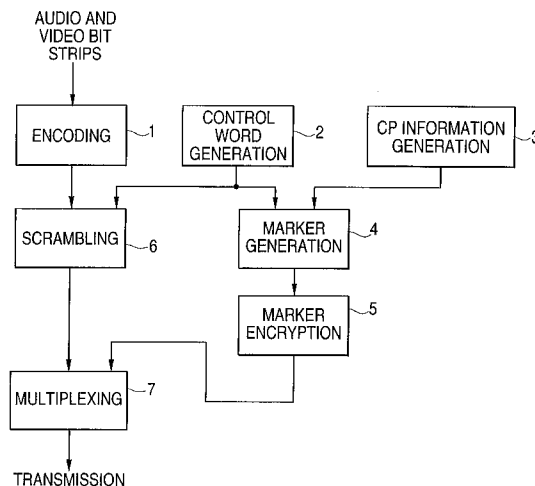 AUDIO AND
VIDEO BIT
STRIPS
ENCODING
1
CONTROL
WORD
GENERATION
2
CP INFORMATION
GENERATION
3
SCRAMBLING
6
MARKER
GENERATION
4
MARKER
ENCRYPTION
5
MULTIPLEXING
7
TRANSMISSION